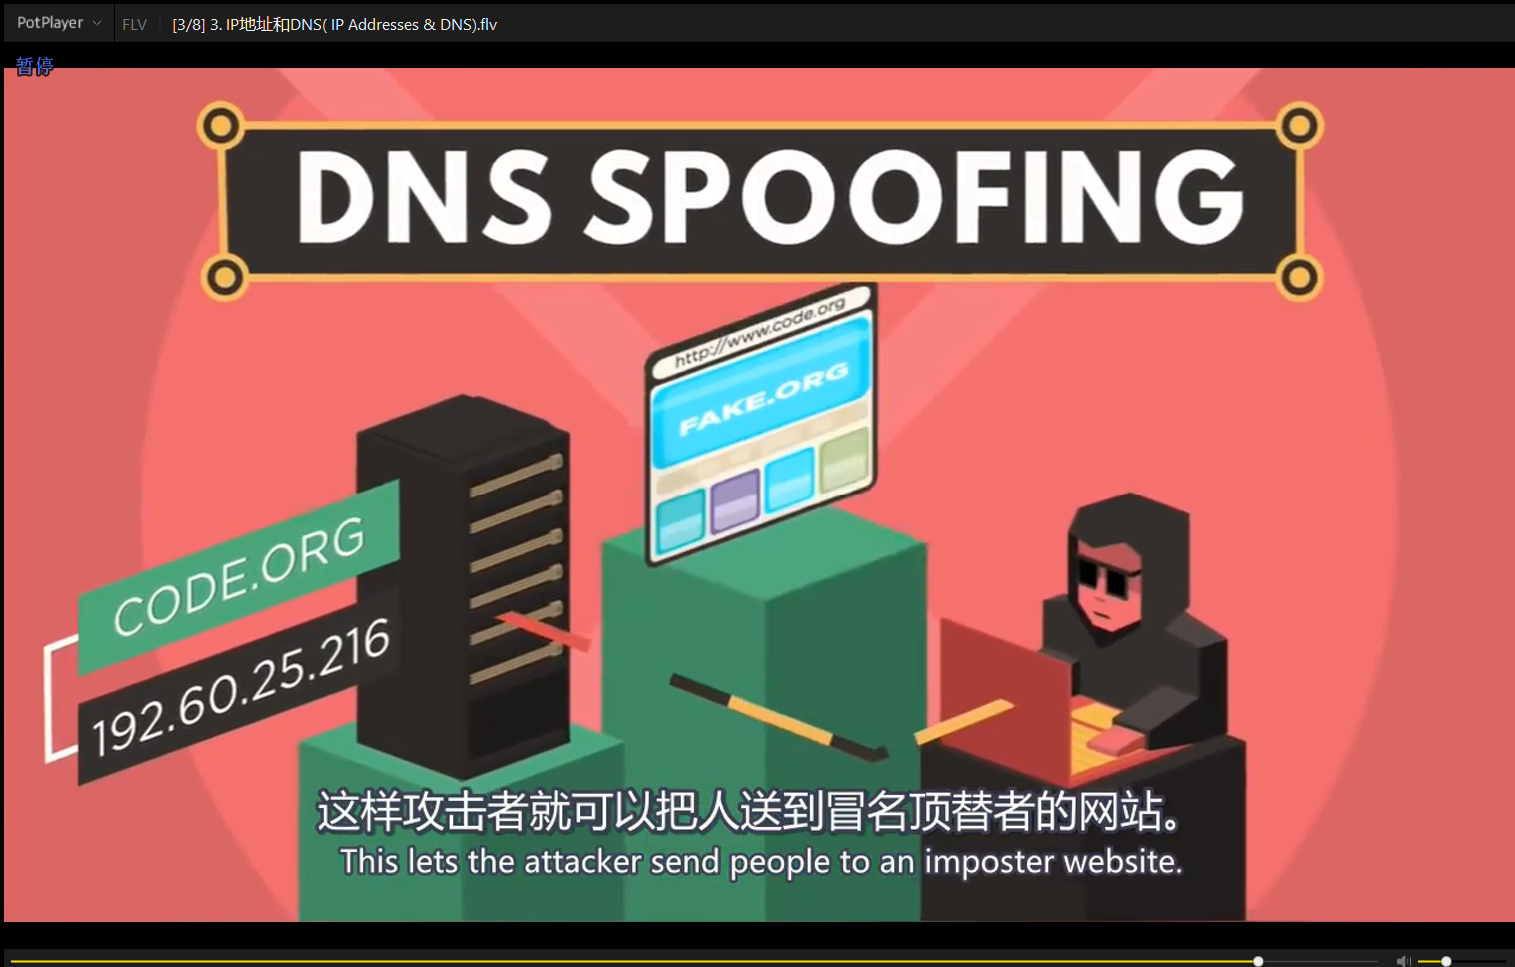 PotPlayer
FLV
[3/8] 3. IP地址和DNS( IP Addresses & DNS).flv
暂停
DNS SPOOFING
http://www.code.org
FAKE.ORG
CODE.ORG
192.60.25.216
这样攻击者就可以把人送到冒名顶替者的网站。
This lets the attacker send people to an imposter website.